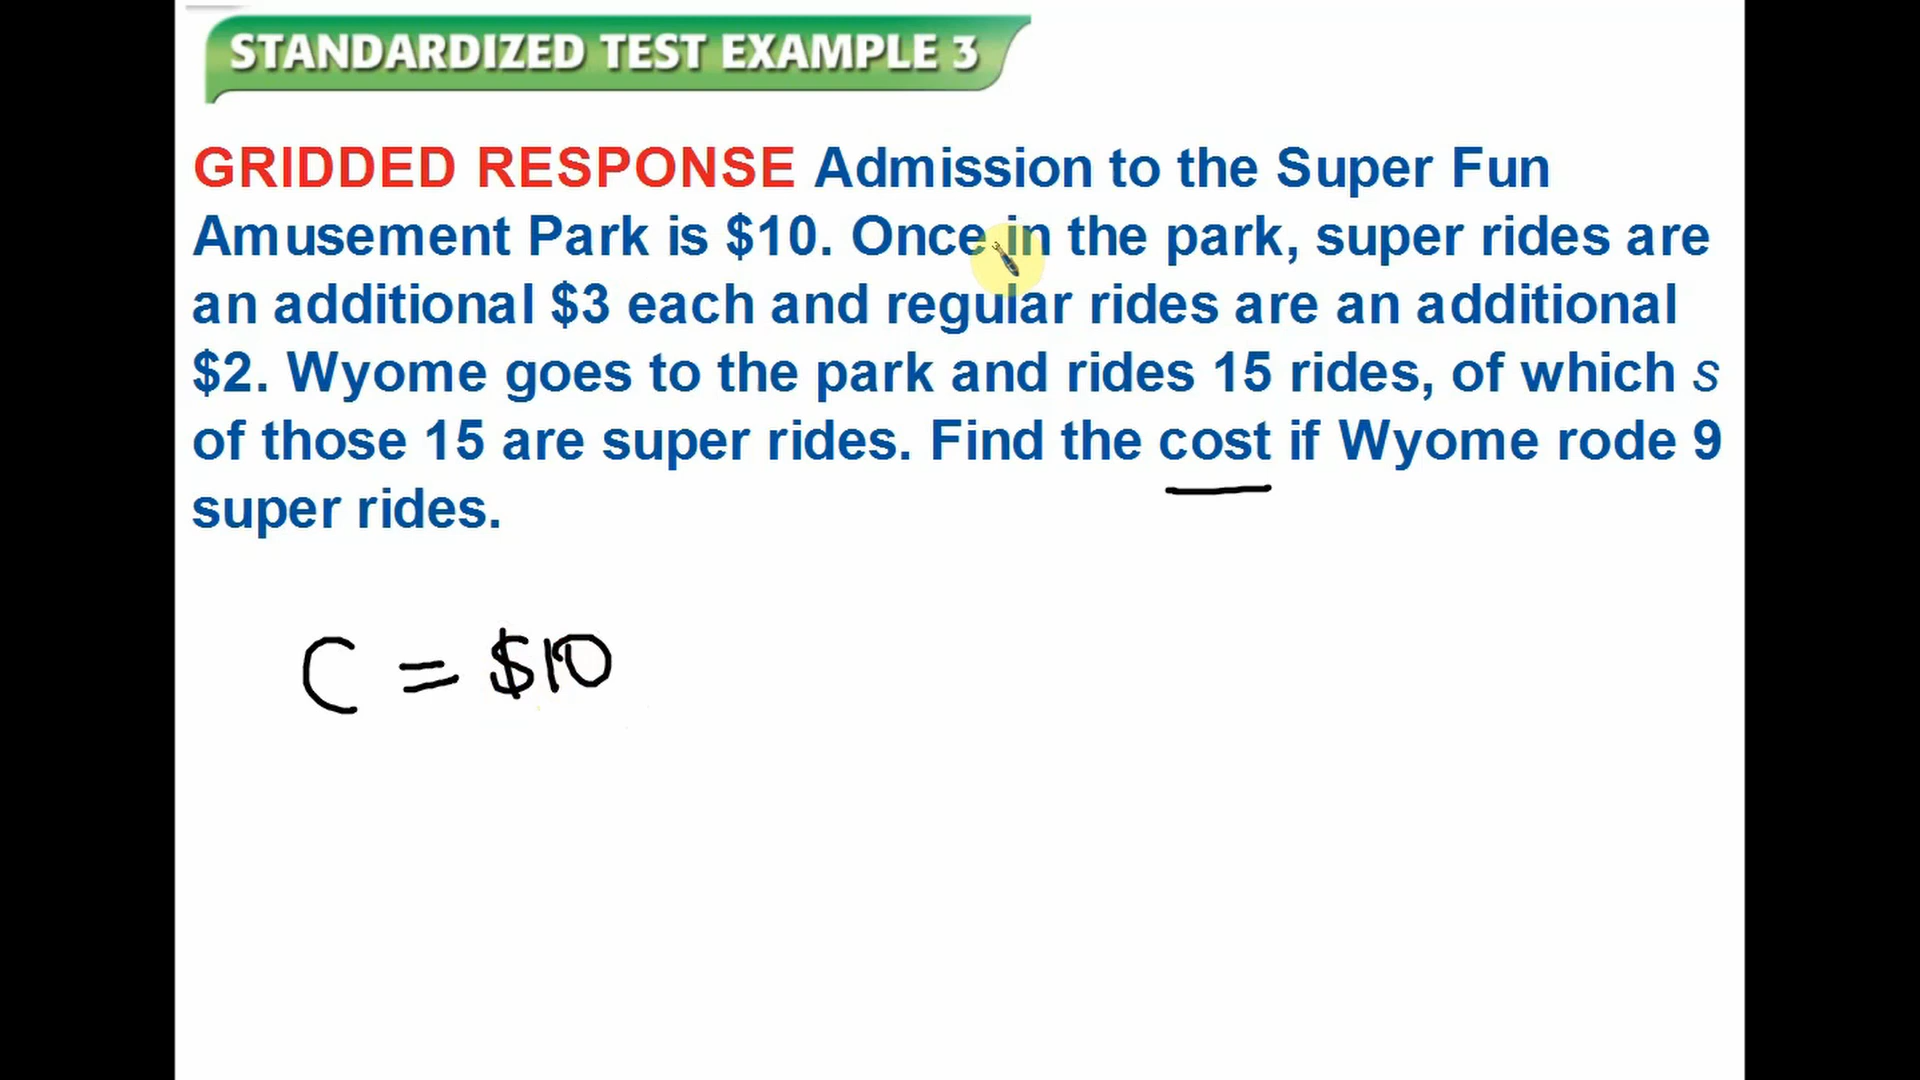 STANDARDIZED TEST EXAMPLE 3
GRIDDED RESPONSE Admission to the Super Fun
Amusement Park is $10. Once in the park, super rides are
an additional $3 each and regular rides are an additional
$2. Wyome goes to the park and rides 15 rides, of which s
of those 15 are super rides. Find the cost if Wyome rode 9
super rides.
C = $10